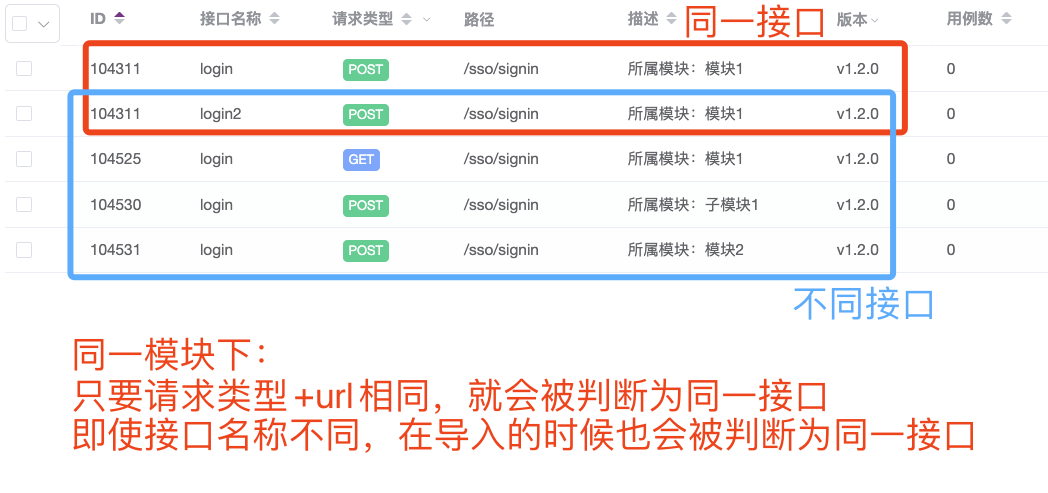 ID 接口名称 请求类型 路径 描述 同一接口 版本 用例数
104311 login POST /sso/signin 所属模块：模块1 v1.2.0 0
104311 login2 POST /sso/signin 所属模块：模块1 v1.2.0 0
104525 login GET /sso/signin 所属模块：模块1 v1.2.0 0
104530 login POST /sso/signin 所属模块：子模块1 v1.2.0 0
104531 login POST /sso/signin 所属模块：模块2 v1.2.0 0
不同接口
同一模块下：
只要请求类型+url相同，就会被判断为同一接口
即使接口名称不同，在导入的时候也会被判断为同一接口